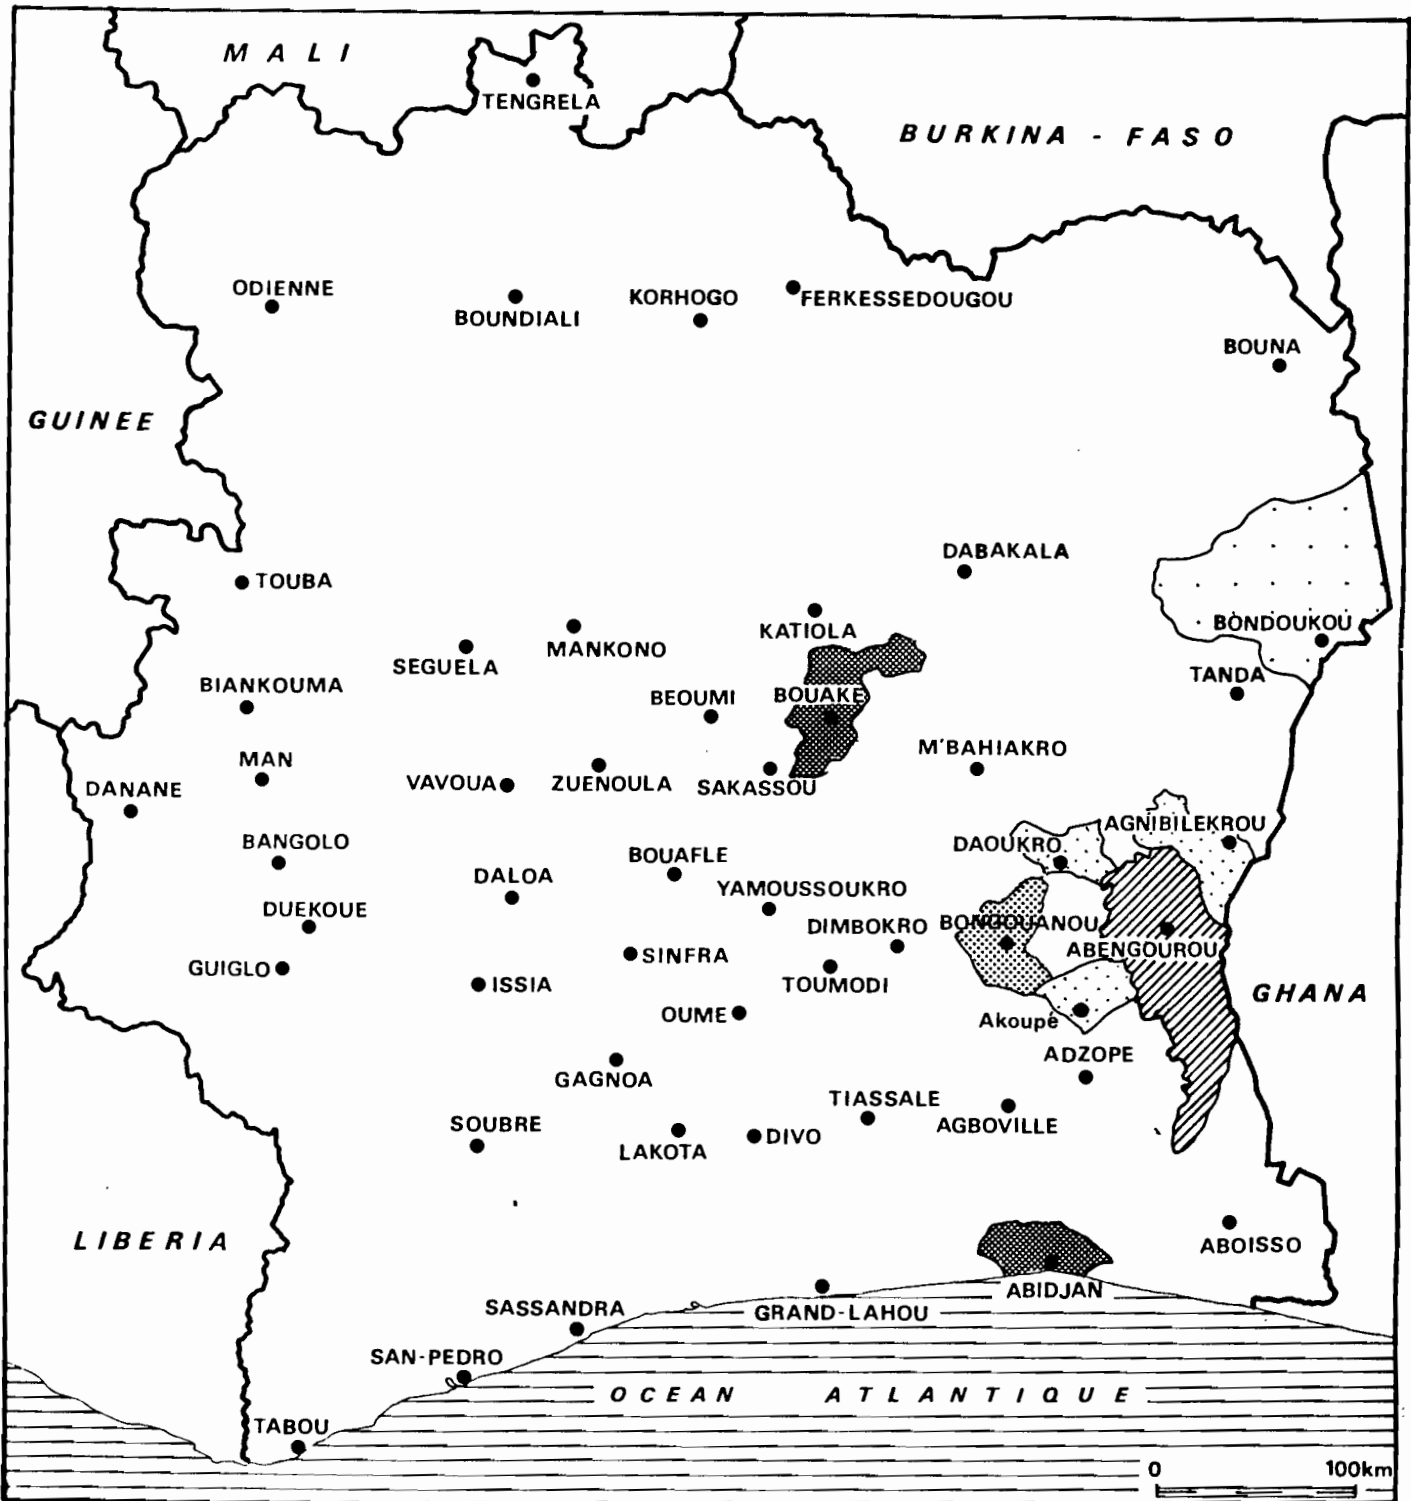 MALI
TENGRELA
BURKINA - FASO
ODIENNE
BOUNDIALI
KORHOGO
FERKESSEDOUGOU
BOUNA
GUINEE
DABAKALA
TOUBA
BONDOUKOU
KATIOLA
MANKONO
SEGUELA
TANDA
BIANKOUMA
BEOUMI
BOUAKE
M'BAHIAKRO
MAN
DANANE
VAVOUA
ZUENOULA
SAKASSOU
AGNIBILEKROU
BANGOLO
DAOUKRO
BOUAFLE
DALOA
YAMOUSSOUKRO
DUEKOUE
DIMBOKRO
BONGOUANOU
ABENGOUROU
SINFRA
GUIGLO
ISSIA
TOUMODI
GHANA
OUME
Akoupé
ADZOPE
GAGNOA
TIASSALE
SOUBRE
AGBOVILLE
DIVO
LAKOTA
LIBERIA
ABOISSO
ABIDJAN
SASSANDRA
GRAND-LAHOU
SAN-PEDRO
OCEAN ATLANTIQUE
TABOU
0 100km